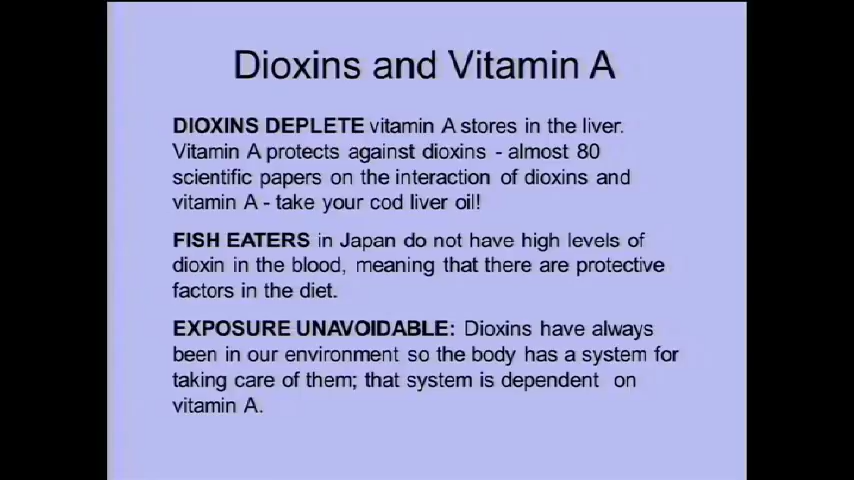 Dioxins and Vitamin A
DIOXINS DEPLETE vitamin A stores in the liver.
Vitamin A protects against dioxins - almost 80
scientific papers on the interaction of dioxins and
vitamin A - take your cod liver oil!
FISH EATERS in Japan do not have high levels of
dioxin in the blood, meaning that there are protective
factors in the diet.
EXPOSURE UNAVOIDABLE: Dioxins have always
been in our environment so the body has a system for
taking care of them; that system is dependent on
vitamin A.